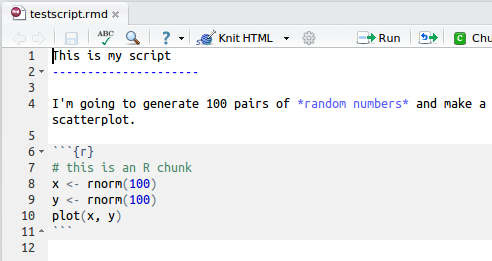 testscript.rmd ×
ABC ? Knit HTML Run C Chu
1 This is my script
2 ---------------------
3
4 I'm going to generate 100 pairs of *random numbers* and make a
scatterplot.
5
6 ```{r}
7 # this is an R chunk
8 x <- rnorm(100)
9 y <- rnorm(100)
10 plot(x, y)
11 ```
12